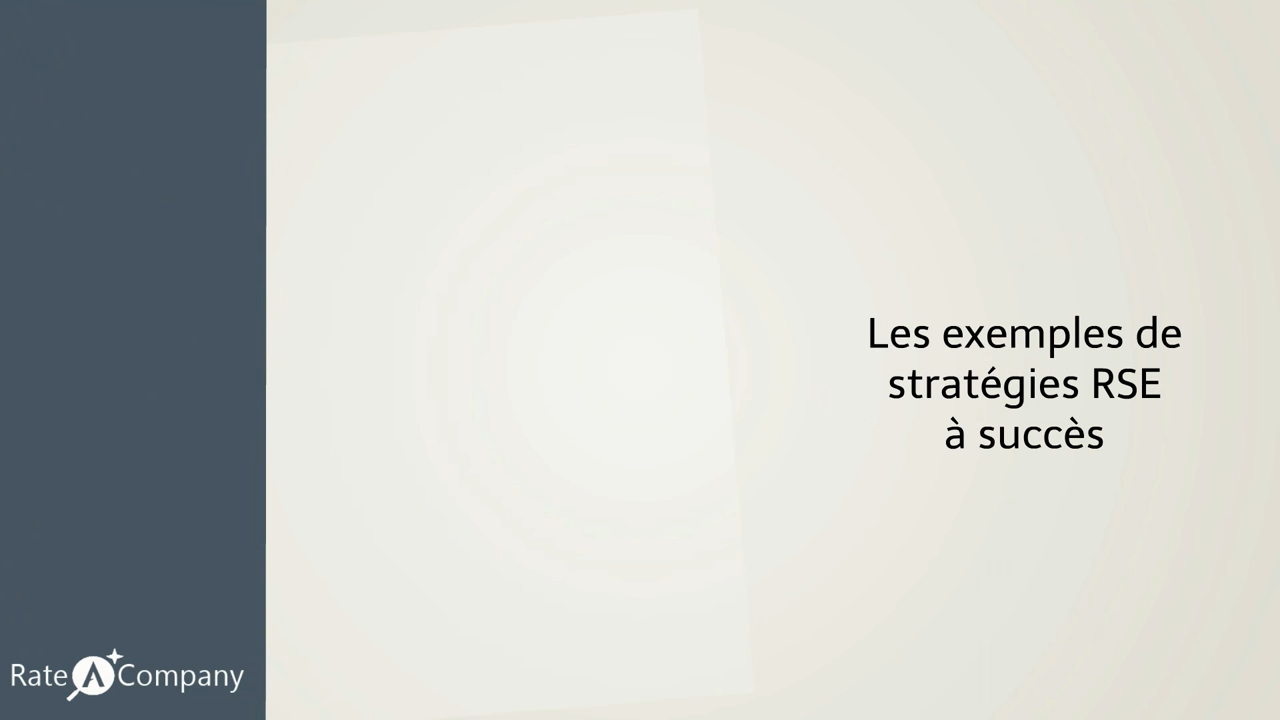 Les exemples de
stratégies RSE
à succès
Rate A Company